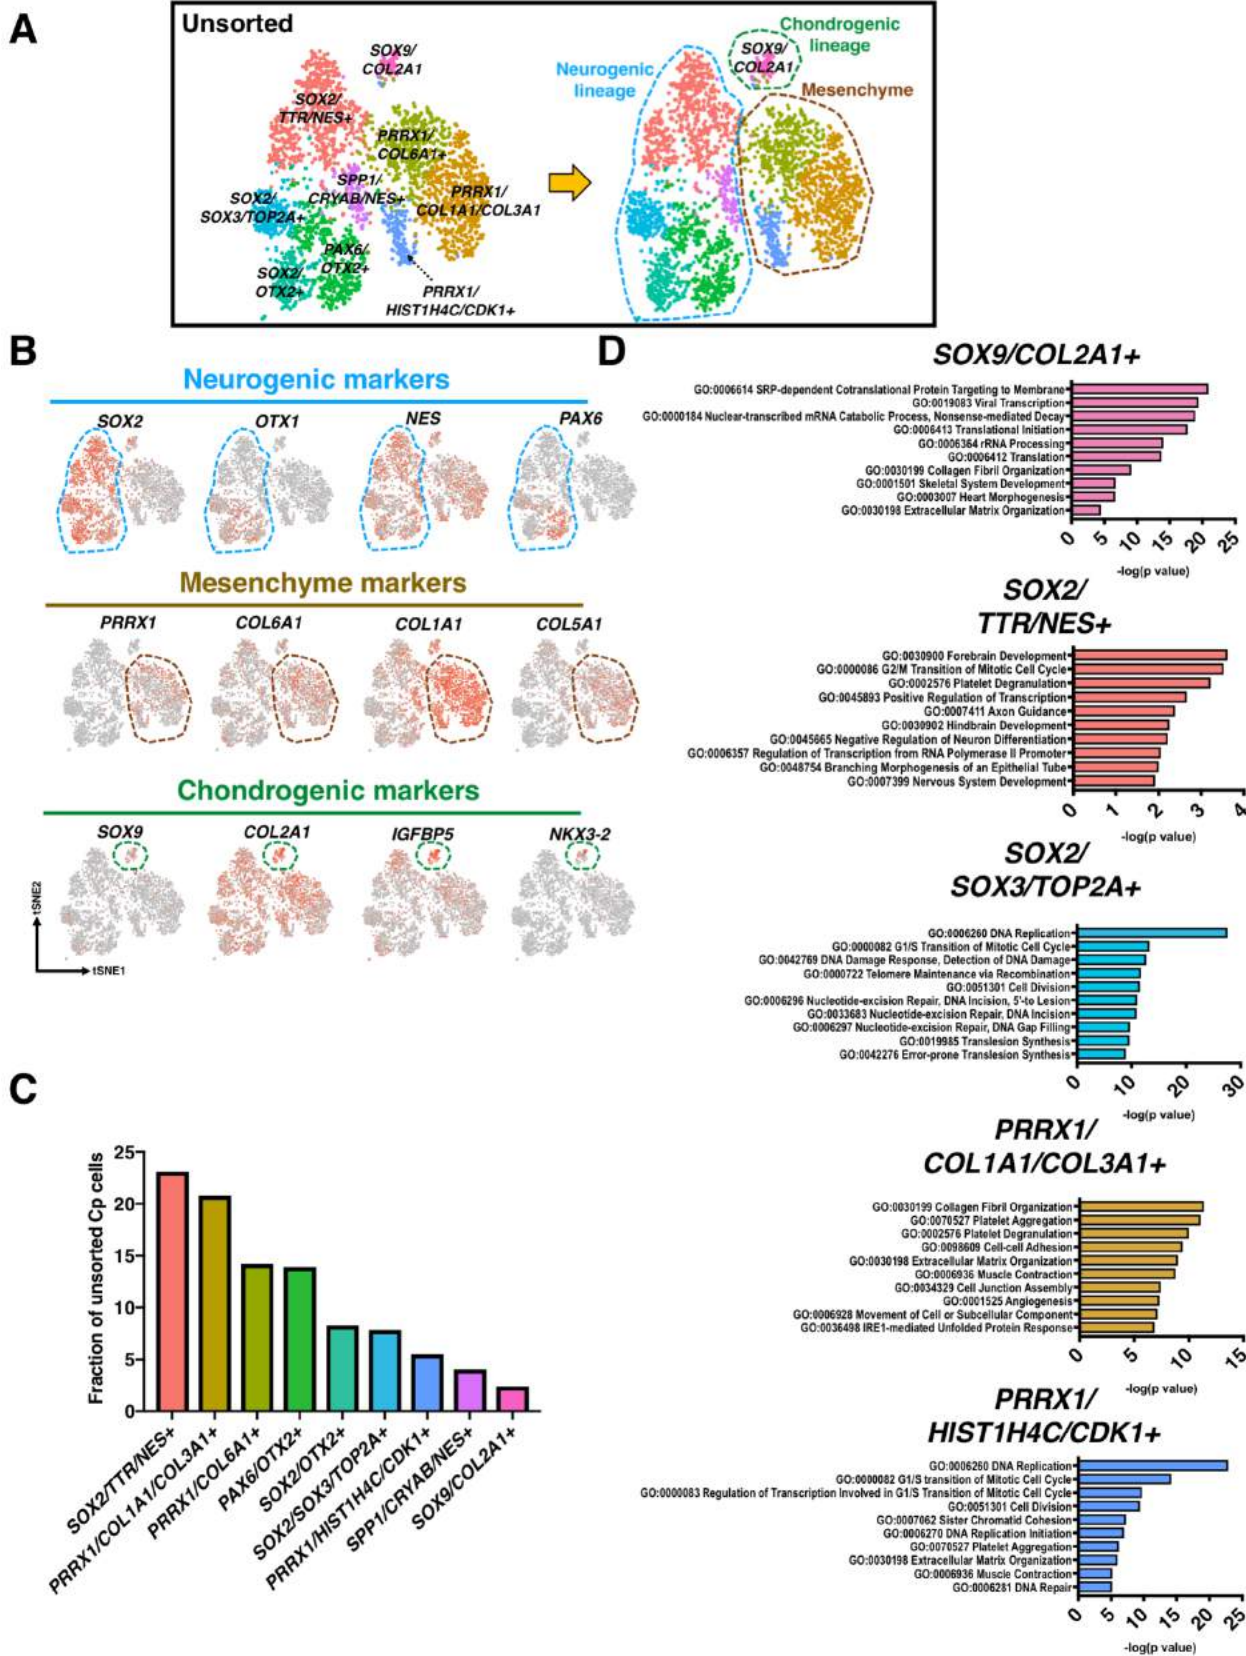 A
Unsorted
SOX9/
COL2A1
SOX2/
TTR/NES+
PRRX1/
COL6A1+
SPP1/
CRYAB/NES+
PRRX1/
COL1A1/COL3A1
SOX2/
SOX3/TOP2A+
PAX6/
OTX2+
SOX2/
OTX2+
PRRX1/
HIST1H4C/CDK1+
Chondrogenic
lineage
SOX9/
COL2A1
Neurogenic
lineage
Mesenchyme
B
Neurogenic markers
SOX2 OTX1 NES PAX6
Mesenchyme markers
PRRX1 COL6A1 COL1A1 COL5A1
Chondrogenic markers
SOX9 COL2A1 IGFBP5 NKX3-2
tSNE2
tSNE1
C
Fraction of unsorted Cp cells
25
20
15
10
5
0
SOX2/TTR/NES+
PRRX1/COL1A1/COL3A1+
PRRX1/COL6A1+
PAX6/OTX2+
SOX2/OTX2+
SOX2/SOX3/TOP2A+
PRRX1/HIST1H4C/CDK1+
SPP1/CRYAB/NES+
SOX9/COL2A1+
D
SOX9/COL2A1+
GO:0006614 SRP-dependent Cotranslational Protein Targeting to Membrane
GO:0019083 Viral Transcription
GO:0000184 Nuclear-transcribed mRNA Catabolic Process, Nonsense-mediated Decay
GO:0006413 Translational Initiation
GO:0006364 rRNA Processing
GO:0006412 Translation
GO:0030199 Collagen Fibril Organization
GO:0001501 Skeletal System Development
GO:0003007 Heart Morphogenesis
GO:0030198 Extracellular Matrix Organization
0 5 10 15 20 25
-log(p value)
SOX2/
TTR/NES+
GO:0030900 Forebrain Development
GO:0000086 G2/M Transition of Mitotic Cell Cycle
GO:0002576 Platelet Degranulation
GO:0045893 Positive Regulation of Transcription
GO:0007411 Axon Guidance
GO:0030902 Hindbrain Development
GO:0045665 Negative Regulation of Neuron Differentiation
GO:0006357 Regulation of Transcription from RNA Polymerase II Promoter
GO:0048754 Branching Morphogenesis of an Epithelial Tube
GO:0007399 Nervous System Development
0 1 2 3 4
-log(p value)
SOX2/
SOX3/TOP2A+
GO:0006260 DNA Replication
GO:0000082 G1/S Transition of Mitotic Cell Cycle
GO:0042769 DNA Damage Response, Detection of DNA Damage
GO:0000722 Telomere Maintenance via Recombination
GO:0051301 Cell Division
GO:0006296 Nucleotide-excision Repair, DNA Incision, 5'-to Lesion
GO:0033683 Nucleotide-excision Repair, DNA Incision
GO:0006297 Nucleotide-excision Repair, DNA Gap Filling
GO:0019985 Translesion Synthesis
GO:0042276 Error-prone Translesion Synthesis
0 10 20 30
-log(p value)
PRRX1/
COL1A1/COL3A1+
GO:0030199 Collagen Fibril Organization
GO:0070527 Platelet Aggregation
GO:0002576 Platelet Degranulation
GO:0098609 Cell-cell Adhesion
GO:0030198 Extracellular Matrix Organization
GO:0006936 Muscle Contraction
GO:0034329 Cell Junction Assembly
GO:0001525 Angiogenesis
GO:0006928 Movement of Cell or Subcellular Component
GO:0036498 IRE1-mediated Unfolded Protein Response
0 5 10 15
-log(p value)
PRRX1/
HIST1H4C/CDK1+
GO:0006260 DNA Replication
GO:0000082 G1/S transition of Mitotic Cell Cycle
GO:0000083 Regulation of Transcription Involved in G1/S Transition of Mitotic Cell Cycle
GO:0051301 Cell Division
GO:0007062 Sister Chromatid Cohesion
GO:0006270 DNA Replication Initiation
GO:0070527 Platelet Aggregation
GO:0030198 Extracellular Matrix Organization
GO:0006936 Muscle Contraction
GO:0006281 DNA Repair
0 5 10 15 20 25
-log(p value)